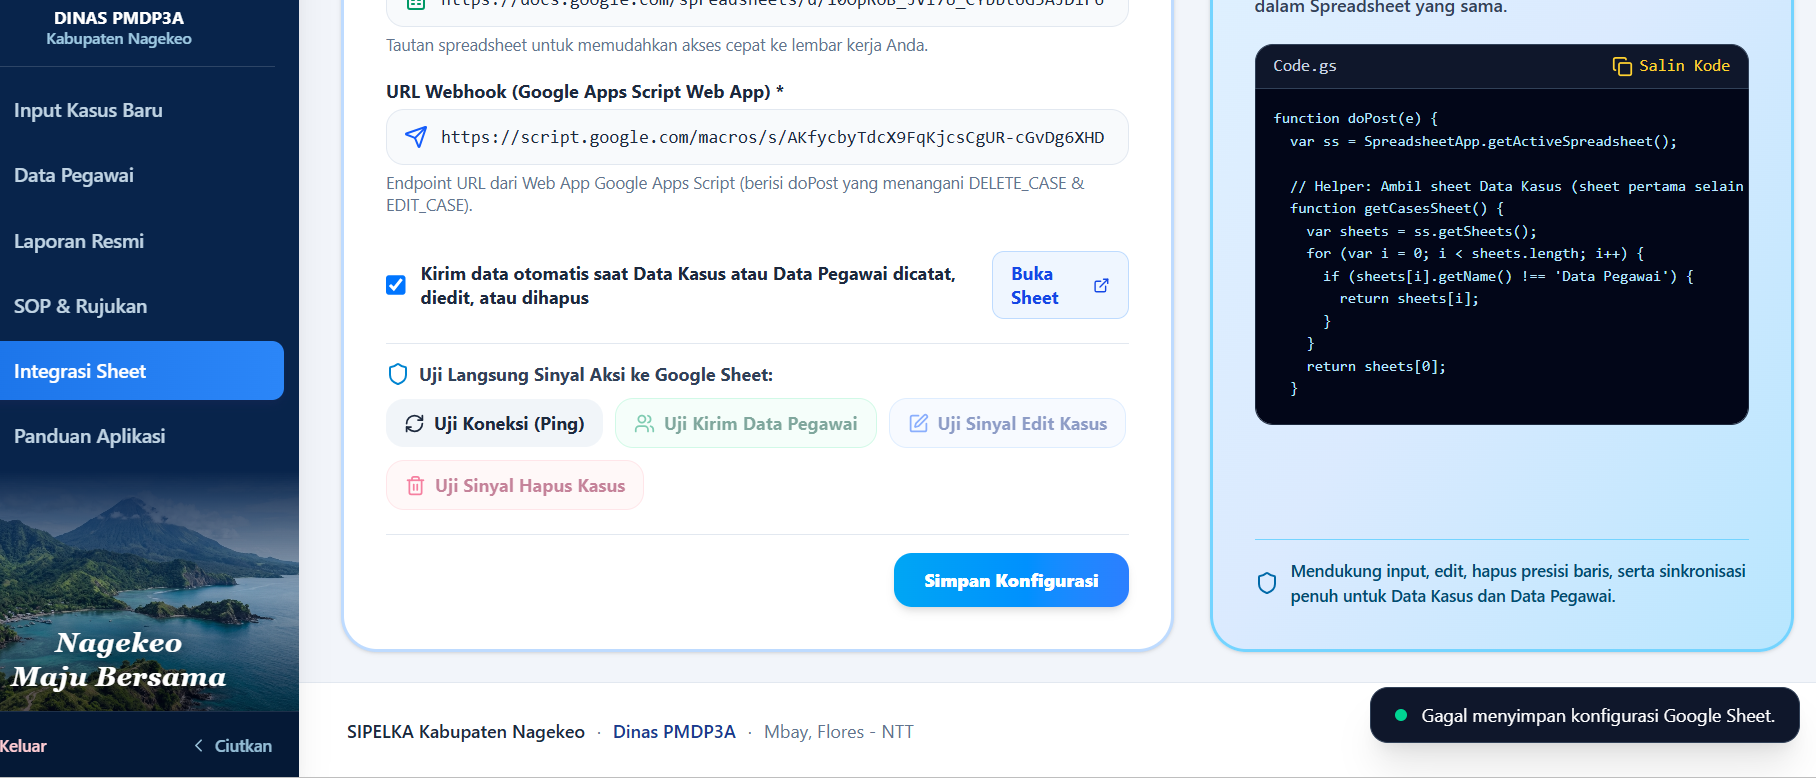 DINAS PMDP3A
Kabupaten Nagekeo
Input Kasus Baru
Data Pegawai
Laporan Resmi
SOP & Rujukan
Integrasi Sheet
Panduan Aplikasi
Nagekeo
Maju Bersama
Keluar
Ciutkan
Tautan spreadsheet untuk memudahkan akses cepat ke lembar kerja Anda.
URL Webhook (Google Apps Script Web App) *
https://script.google.com/macros/s/AKfycbyTdcX9FqKjcsCgUR-cGvDg6XHD
Endpoint URL dari Web App Google Apps Script (berisi doPost yang menangani DELETE_CASE &
EDIT_CASE).
Kirim data otomatis saat Data Kasus atau Data Pegawai dicatat,
diedit, atau dihapus
Buka
Sheet
Uji Langsung Sinyal Aksi ke Google Sheet:
Uji Koneksi (Ping)
Uji Kirim Data Pegawai
Uji Sinyal Edit Kasus
Uji Sinyal Hapus Kasus
Simpan Konfigurasi
dalam Spreadsheet yang sama.
Code.gs
Salin Kode
function doPost(e) {
var ss = SpreadsheetApp.getActiveSpreadsheet();
// Helper: Ambil sheet Data Kasus (sheet pertama selain
function getCasesSheet() {
var sheets = ss.getSheets();
for (var i = 0; i < sheets.length; i++) {
if (sheets[i].getName() !== 'Data Pegawai') {
return sheets[i];
}
}
return sheets[0];
}
Mendukung input, edit, hapus presisi baris, serta sinkronisasi
penuh untuk Data Kasus dan Data Pegawai.
SIPELKA Kabupaten Nagekeo · Dinas PMDP3A · Mbay, Flores - NTT
Gagal menyimpan konfigurasi Google Sheet.